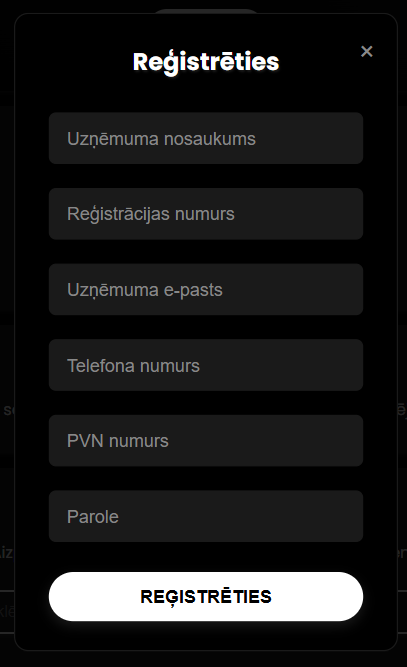 Reģistrēties
×
Uzņēmuma nosaukums
Reģistrācijas numurs
Uzņēmuma e-pasts
Telefona numurs
PVN numurs
Parole
REĢISTRĒTIES